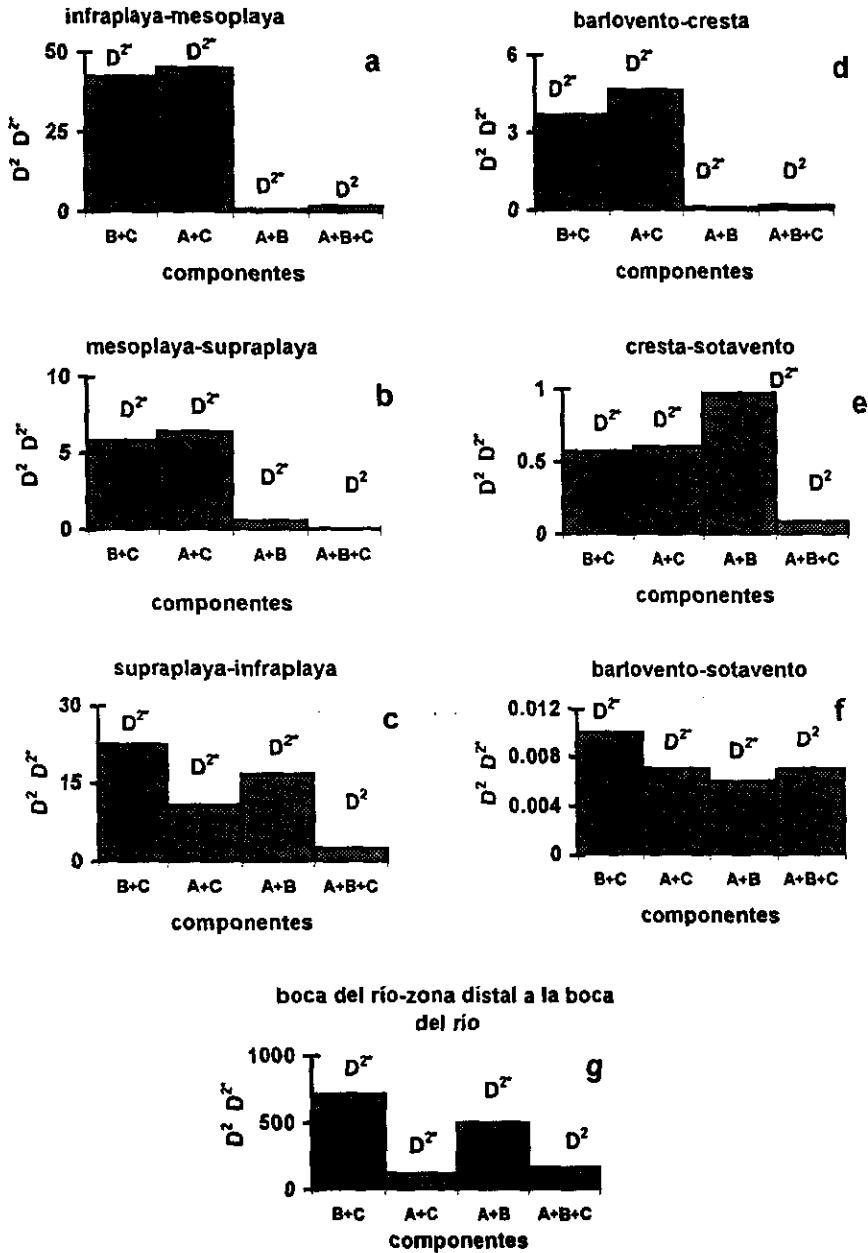 infraplaya-mesoplaya
a
D² D²*
50
25
0
D²*
D²*
D²*
D²
B+C A+C A+B A+B+C
componentes
barlovento-cresta
d
D² D²*
6
3
0
D²*
D²*
D²*
D²
B+C A+C A+B A+B+C
componentes
mesoplaya-supraplaya
b
D² D²*
10
5
0
D²*
D²*
D²*
D²
B+C A+C A+B A+B+C
componentes
cresta-sotavento
e
D² D²*
1
0.5
0
D²*
D²*
D²*
D²
B+C A+C A+B A+B+C
componentes
supraplaya-infraplaya
c
D² D²*
30
15
0
D²*
D²*
D²*
D²
B+C A+C A+B A+B+C
componentes
barlovento-sotavento
f
D² D²*
0.012
0.008
0.004
0
D²*
D²*
D²*
D²
B+C A+C A+B A+B+C
componentes
boca del río-zona distal a la boca
del río
g
D² D²*
1000
500
0
D²*
D²*
D²*
D²
B+C A+C A+B A+B+C
componentes